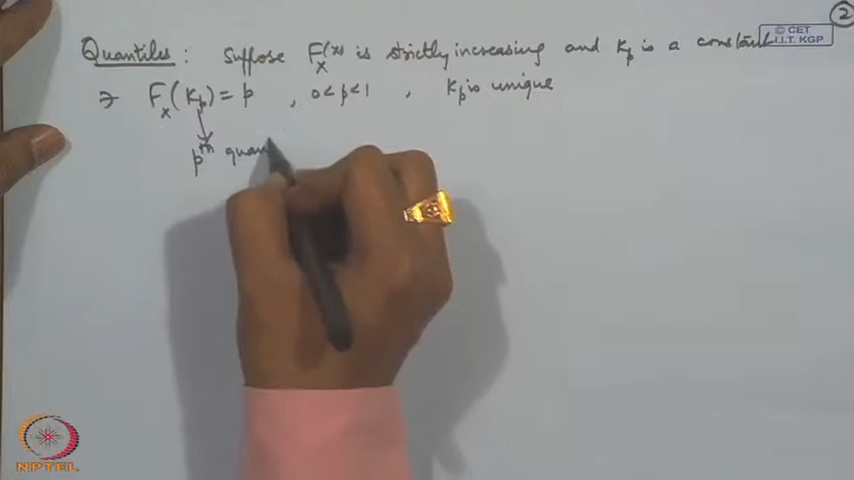 2
© CET
I.I.T. KGP
Quantiles : Suppose F_X(x) is strictly increasing and K_p is a constant
∋ F_X(K_p) = p , 0 < p < 1 , K_p is unique
p^th quan
NPTEL